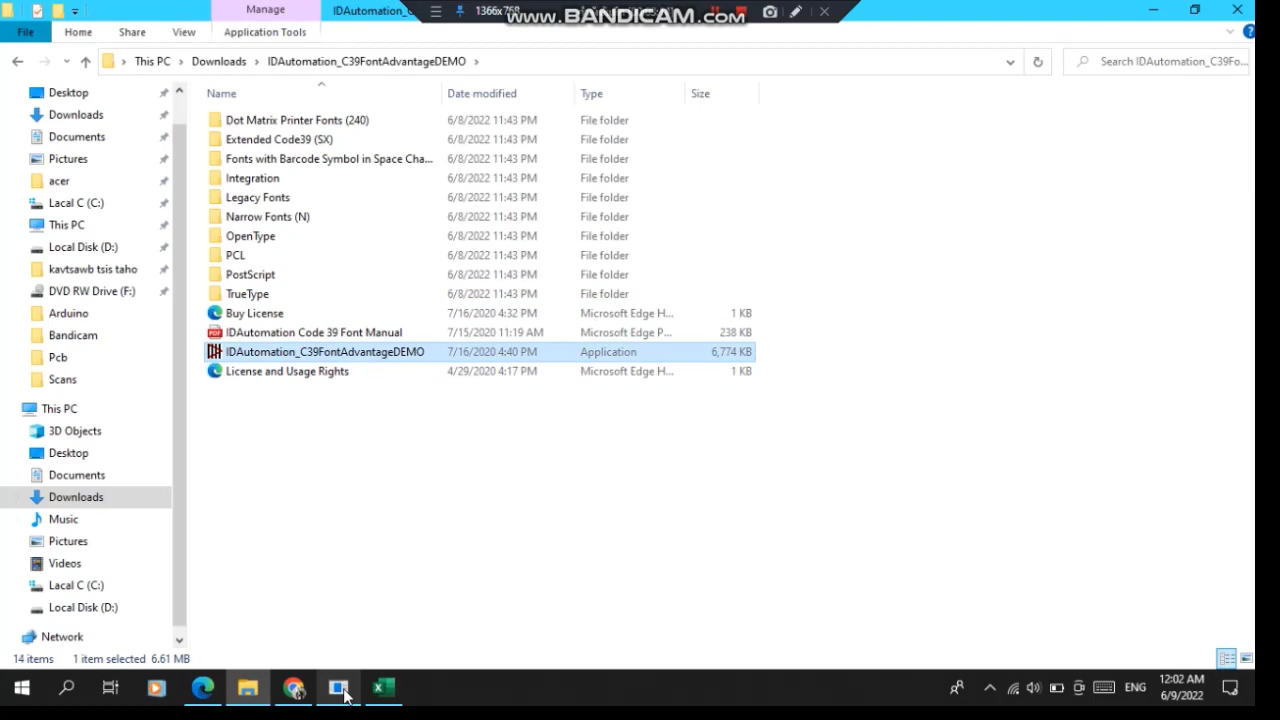 Manage
IDAutomation_C
1366x768
www.BANDICAM.com
File
Home
Share
View
Application Tools
This PC
Downloads
IDAutomation_C39FontAdvantageDEMO
Search IDAutomation_C39Fo...
Name
Date modified
Type
Size
Desktop
Downloads
Documents
Pictures
acer
Lacal C (C:)
This PC
Local Disk (D:)
kavtsawb tsis taho
DVD RW Drive (F:)
Arduino
Bandicam
Pcb
Scans
This PC
3D Objects
Desktop
Documents
Downloads
Music
Pictures
Videos
Lacal C (C:)
Local Disk (D:)
Network
Dot Matrix Printer Fonts (240) 6/8/2022 11:43 PM File folder
Extended Code39 (SX) 6/8/2022 11:43 PM File folder
Fonts with Barcode Symbol in Space Cha... 6/8/2022 11:43 PM File folder
Integration 6/8/2022 11:43 PM File folder
Legacy Fonts 6/8/2022 11:43 PM File folder
Narrow Fonts (N) 6/8/2022 11:43 PM File folder
OpenType 6/8/2022 11:43 PM File folder
PCL 6/8/2022 11:43 PM File folder
PostScript 6/8/2022 11:43 PM File folder
TrueType 6/8/2022 11:43 PM File folder
Buy License 7/16/2020 4:32 PM Microsoft Edge H... 1 KB
IDAutomation Code 39 Font Manual 7/15/2020 11:19 AM Microsoft Edge P... 238 KB
IDAutomation_C39FontAdvantageDEMO 7/16/2020 4:40 PM Application 6,774 KB
License and Usage Rights 4/29/2020 4:17 PM Microsoft Edge H... 1 KB
14 items 1 item selected 6.61 MB
ENG
12:02 AM
6/9/2022